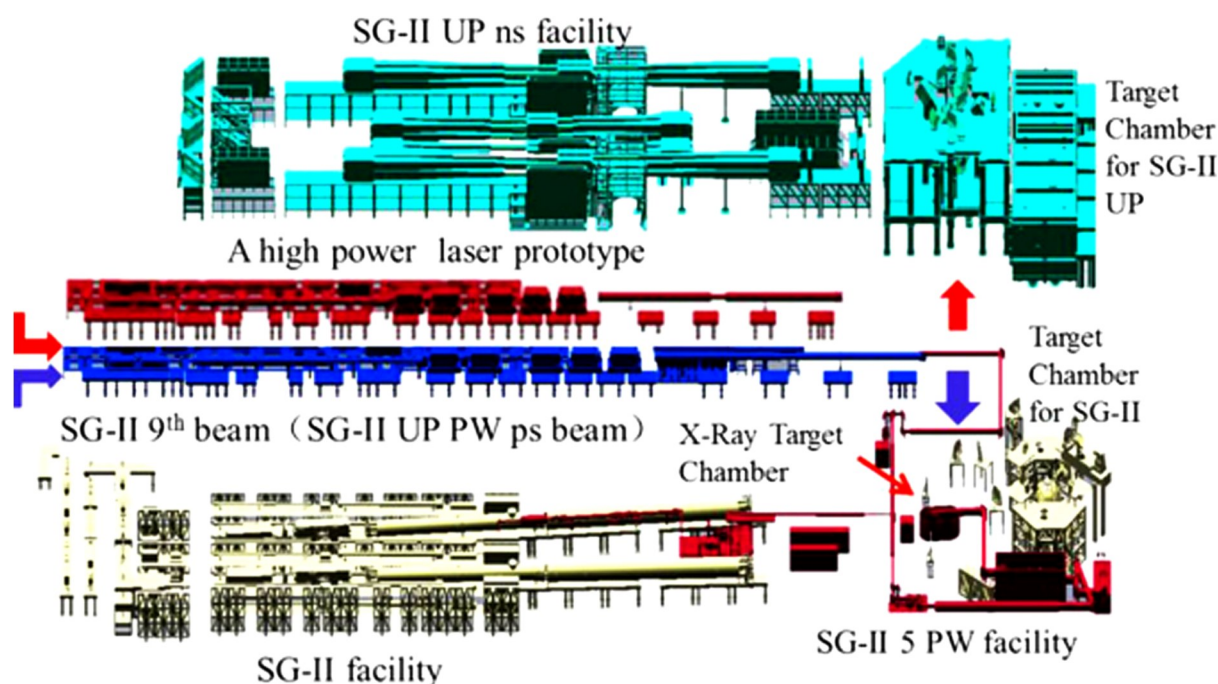 SG-II UP ns facility
Target
Chamber
for SG-II
UP
A high power laser prototype
Target
Chamber
for SG-II
SG-II 9th beam（SG-II UP PW ps beam）
X-Ray Target
Chamber
SG-II 5 PW facility
SG-II facility